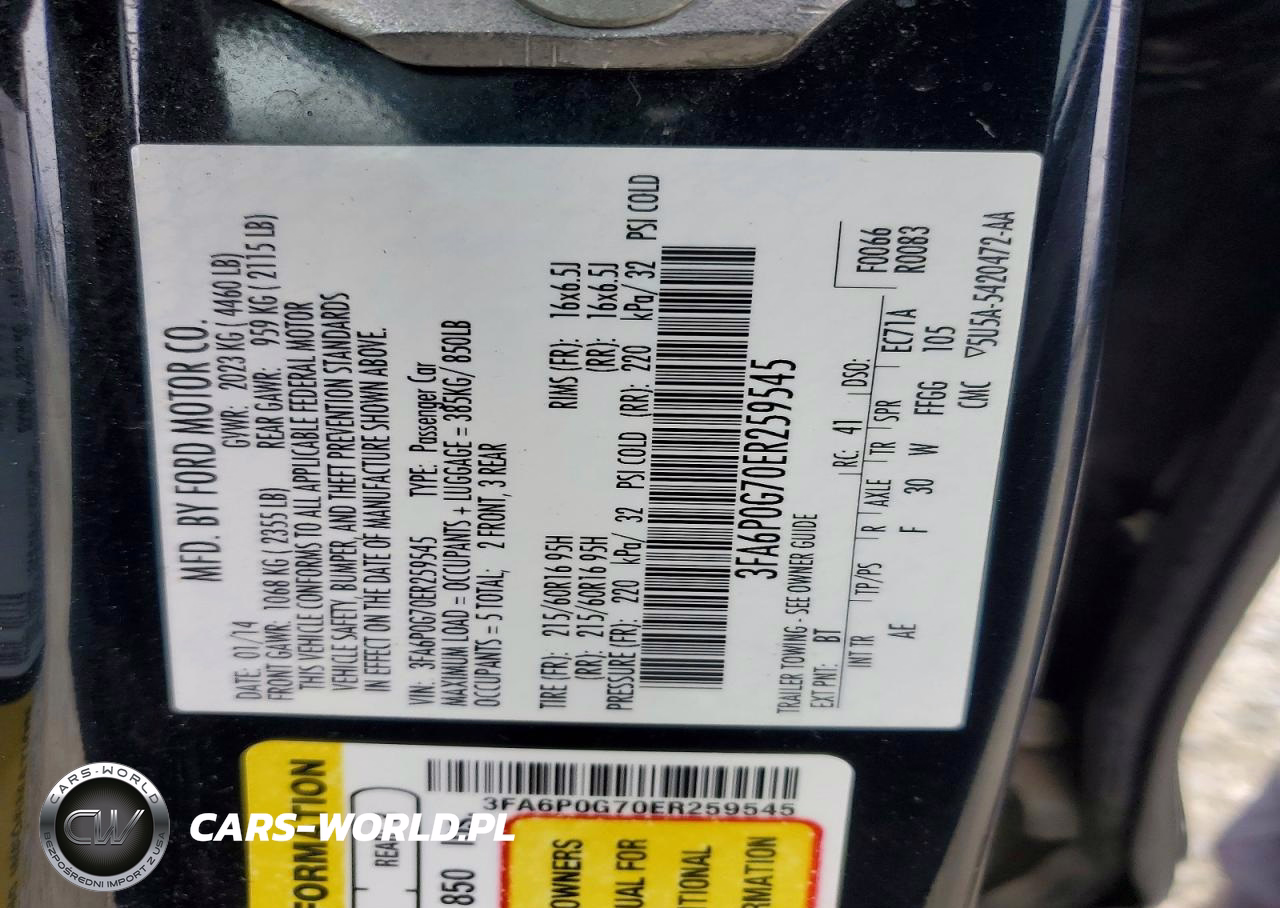 MFD. BY FORD MOTOR CO.
DATE: 01/14 GVWR: 2023 KG ( 4460 LB)
FRONT GAWR: 1068 KG ( 2355 LB) REAR GAWR: 959 KG ( 2115 LB)
THIS VEHICLE CONFORMS TO ALL APPLICABLE FEDERAL MOTOR
VEHICLE SAFETY, BUMPER, AND THEFT PREVENTION STANDARDS
IN EFFECT ON THE DATE OF MANUFACTURE SHOWN ABOVE.
VIN: 3FA6P0G70ER259545 TYPE: Passenger Car
MAXIMUM LOAD = OCCUPANTS + LUGGAGE = 385KG/ 850LB
OCCUPANTS = 5 TOTAL; 2 FRONT, 3 REAR
TIRE (FR): 215/60R16 95H RIMS (FR): 16x6.5J
(RR): 215/60R16 95H (RR): 16x6.5J
PRESSURE (FR): 220 kPa/ 32 PSI COLD (RR): 220 kPa/ 32 PSI COLD
3FA6P0G70ER259545
TRAILER TOWING - SEE OWNER GUIDE
EXT PNT: BT RC: 41 DSO:
F0066
R0083
INT TR TP/PS R AXLE TR SPR EC71A
AE F 30 W FFGG 105
CMC ▽5U5A-5420472-AA
FORMATION
REAR
850
3FA6P0G70ER259545
OWNERS
UAL FOR
TIONAL
RMATION
CARS-WORLD
CW
BEZPOŚREDNI IMPORT Z USA
CARS-WORLD.PL